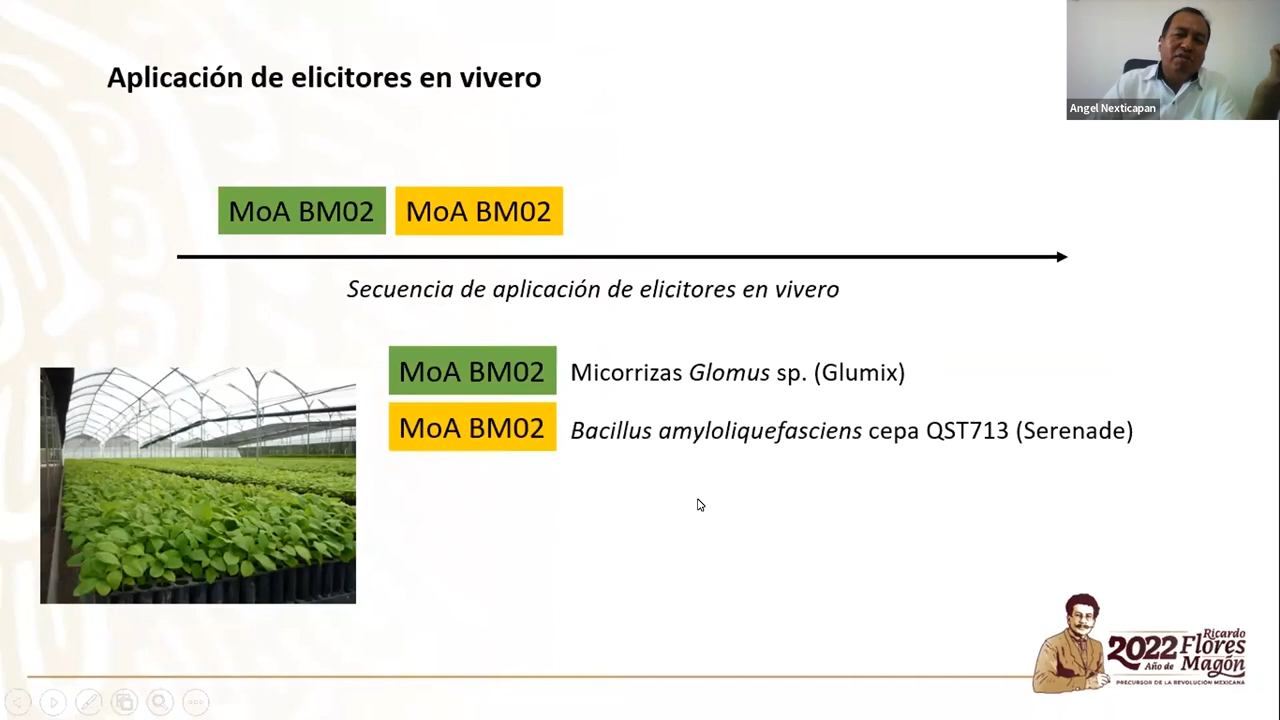 Aplicación de elicitores en vivero
Angel Nexticapan
MoA BM02 MoA BM02
Secuencia de aplicación de elicitores en vivero
MoA BM02 Micorrizas Glomus sp. (Glumix)
MoA BM02 Bacillus amyloliquefasciens cepa QST713 (Serenade)
2022 Ricardo
Año de Flores
Magón
PRECURSOR DE LA REVOLUCIÓN MEXICANA